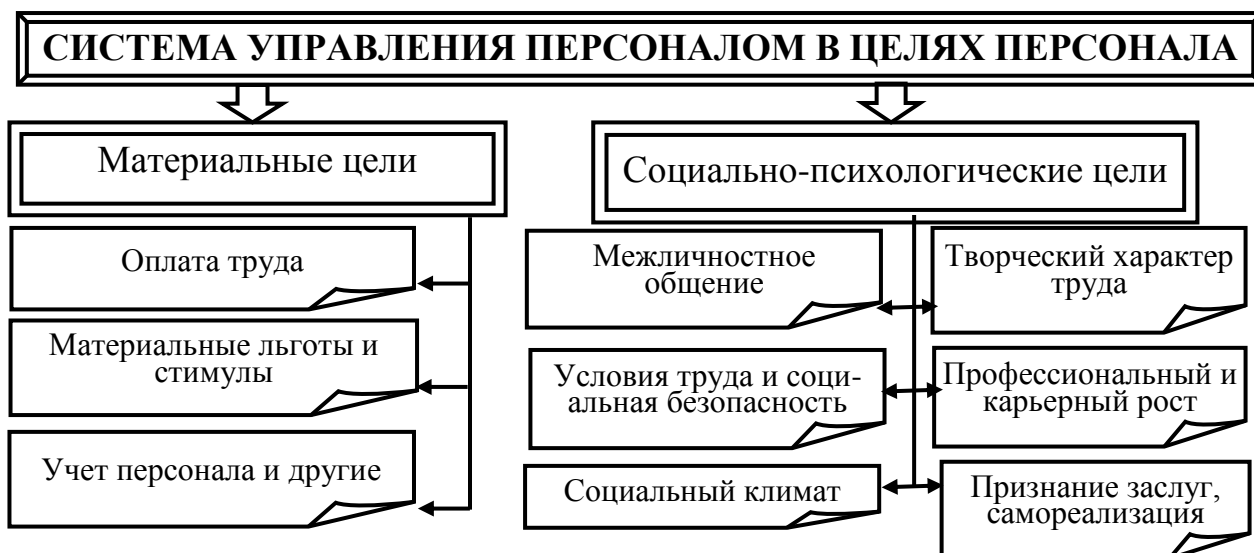 СИСТЕМА УПРАВЛЕНИЯ ПЕРСОНАЛОМ В ЦЕЛЯХ ПЕРСОНАЛА
Материальные цели
Оплата труда
Материальные льготы и
стимулы
Учет персонала и другие
Социально-психологические цели
Межличностное
общение
Творческий характер
труда
Условия труда и соци-
альная безопасность
Профессиональный и
карьерный рост
Социальный климат
Признание заслуг,
самореализация